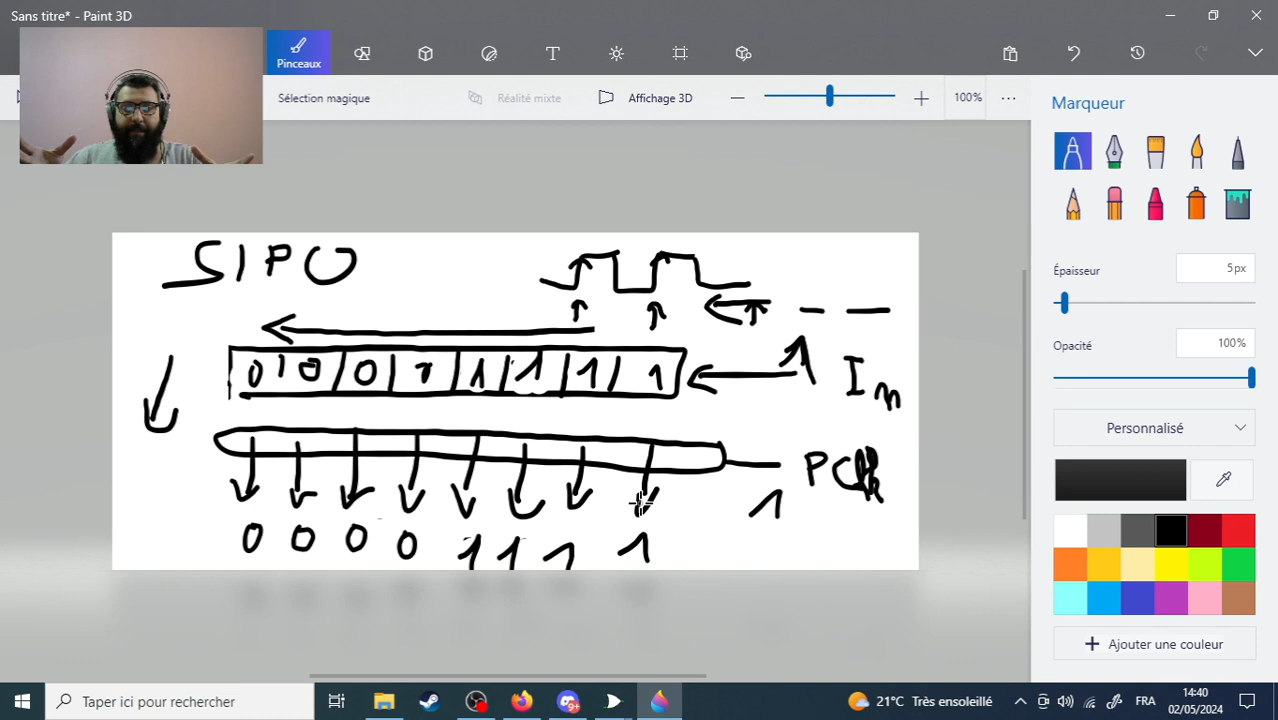 Sans titre* - Paint 3D
Pinceaux
Sélection magique
Réalité mixte
Affichage 3D
100%
Marqueur
Épaisseur
5px
Opacité
100%
Personnalisé
Ajouter une couleur
SIPO
1
In
0 0 0 1 1 1 1
1
0 0 0 0 1 1 1 1
Taper ici pour rechercher
9+
21°C Très ensoleillé
FRA
14:40
02/05/2024